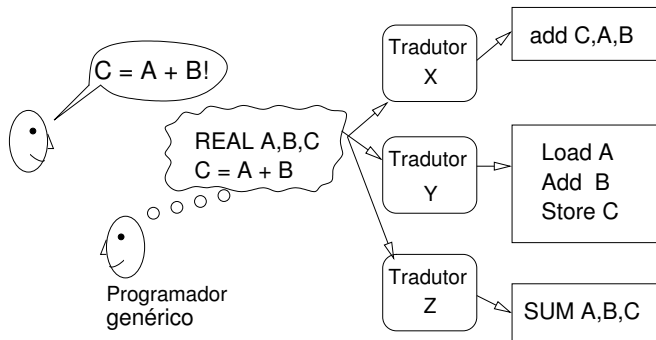 C = A + B!
REAL A,B,C
C = A + B
Programador
genérico
Tradutor
X
add C,A,B
Tradutor
Y
Load A
Add B
Store C
Tradutor
Z
SUM A,B,C